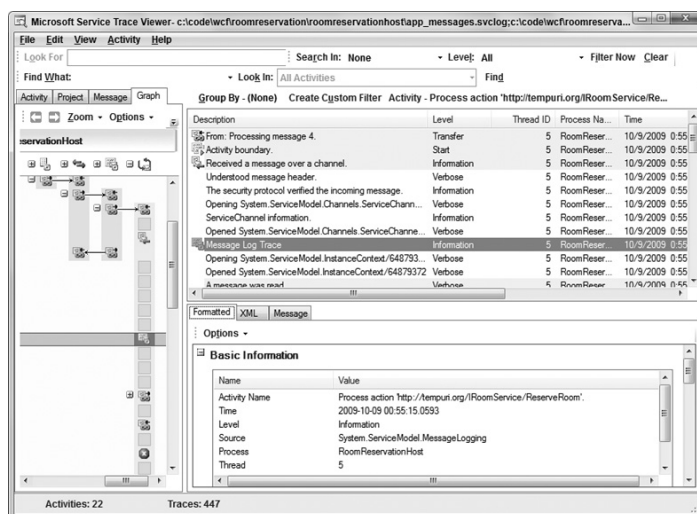 Microsoft Service Trace Viewer- c:\code\wcf\roomreservation\roomreservationhost\app_messages.svclog;c:\code\wcf\roomreserva...
File Edit View Activity Help
Look For Search In: None Level: All Filter Now Clear
Find What: Look In: All Activities Find
Activity Project Message Graph
Group By - (None) Create Custom Filter Activity - Process action 'http://tempuri.org/IRoomService/Re...
Zoom Options
eservationHost
Description Level Thread ID Process Na... Time
From: Processing message 4. Transfer 5 RoomReser... 10/9/2009 0:55
Activity boundary. Start 5 RoomReser... 10/9/2009 0:55
Received a message over a channel. Information 5 RoomReser... 10/9/2009 0:55
Understood message header. Verbose 5 RoomReser... 10/9/2009 0:55
The security protocol verified the incoming message. Information 5 RoomReser... 10/9/2009 0:55
Opening System.ServiceModel.Channels.ServiceChann... Verbose 5 RoomReser... 10/9/2009 0:55
ServiceChannel information. Information 5 RoomReser... 10/9/2009 0:55
Opened System.ServiceModel.Channels.ServiceChanne... Verbose 5 RoomReser... 10/9/2009 0:55
Message Log Trace Information 5 RoomReser... 10/9/2009 0:55
Opening System.ServiceModel.InstanceContext/648793... Verbose 5 RoomReser... 10/9/2009 0:55
Opened System.ServiceModel.InstanceContext/64879372 Verbose 5 RoomReser... 10/9/2009 0:55
A message was read Verbose 5 RoomReser... 10/9/2009 0:55
Formatted XML Message
Options
Basic Information
Name Value
Activity Name Process action 'http://tempuri.org/IRoomService/ReserveRoom'.
Time 2009-10-09 00:55:15.0593
Level Information
Source System.ServiceModel.MessageLogging
Process RoomReservationHost
Thread 5
Activities: 22 Traces: 447